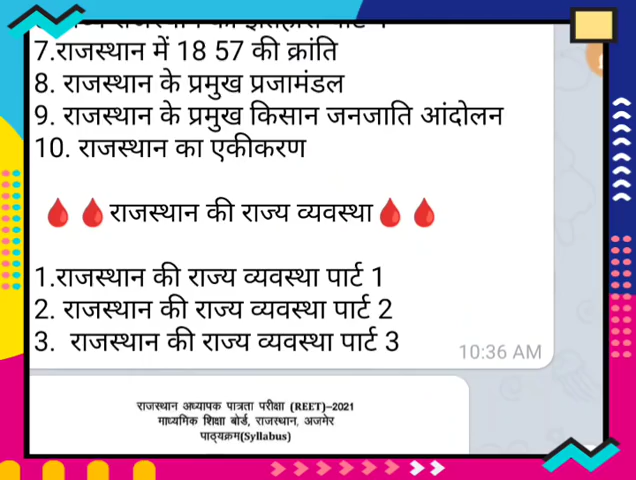 7.राजस्थान में 18 57 की क्रांति
8. राजस्थान के प्रमुख प्रजामंडल
9. राजस्थान के प्रमुख किसान जनजाति आंदोलन
10. राजस्थान का एकीकरण
राजस्थान की राज्य व्यवस्था
1.राजस्थान की राज्य व्यवस्था पार्ट 1
2. राजस्थान की राज्य व्यवस्था पार्ट 2
3. राजस्थान की राज्य व्यवस्था पार्ट 3
10:36 AM
राजस्थान अध्यापक पात्रता परीक्षा (REET)–2021
माध्यमिक शिक्षा बोर्ड, राजस्थान, अजमेर
पाठ्यक्रम(Syllabus)